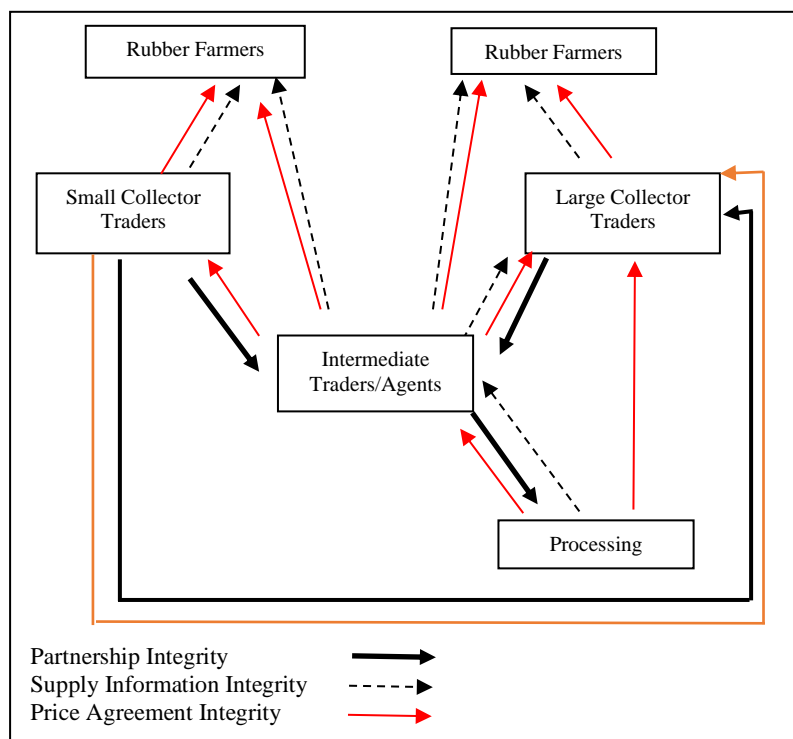 Rubber Farmers
Rubber Farmers
Small Collector
Traders
Large Collector
Traders
Intermediate
Traders/Agents
Processing
Partnership Integrity
Supply Information Integrity
Price Agreement Integrity